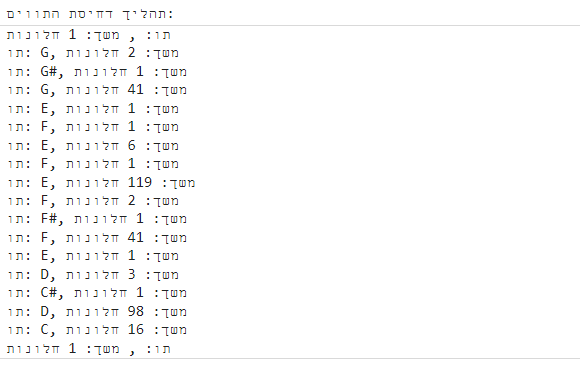 תהליך דחיסת התווים:
תו: , משך: 1 חלונות
תו: G, משך: 2 חלונות
תו: G#, משך: 1 חלונות
תו: G, משך: 41 חלונות
תו: E, משך: 1 חלונות
תו: F, משך: 1 חלונות
תו: E, משך: 6 חלונות
תו: F, משך: 1 חלונות
תו: E, משך: 119 חלונות
תו: F, משך: 2 חלונות
תו: F#, משך: 1 חלונות
תו: F, משך: 41 חלונות
תו: E, משך: 1 חלונות
תו: D, משך: 3 חלונות
תו: C#, משך: 1 חלונות
תו: D, משך: 98 חלונות
תו: C, משך: 16 חלונות
תו: , משך: 1 חלונות